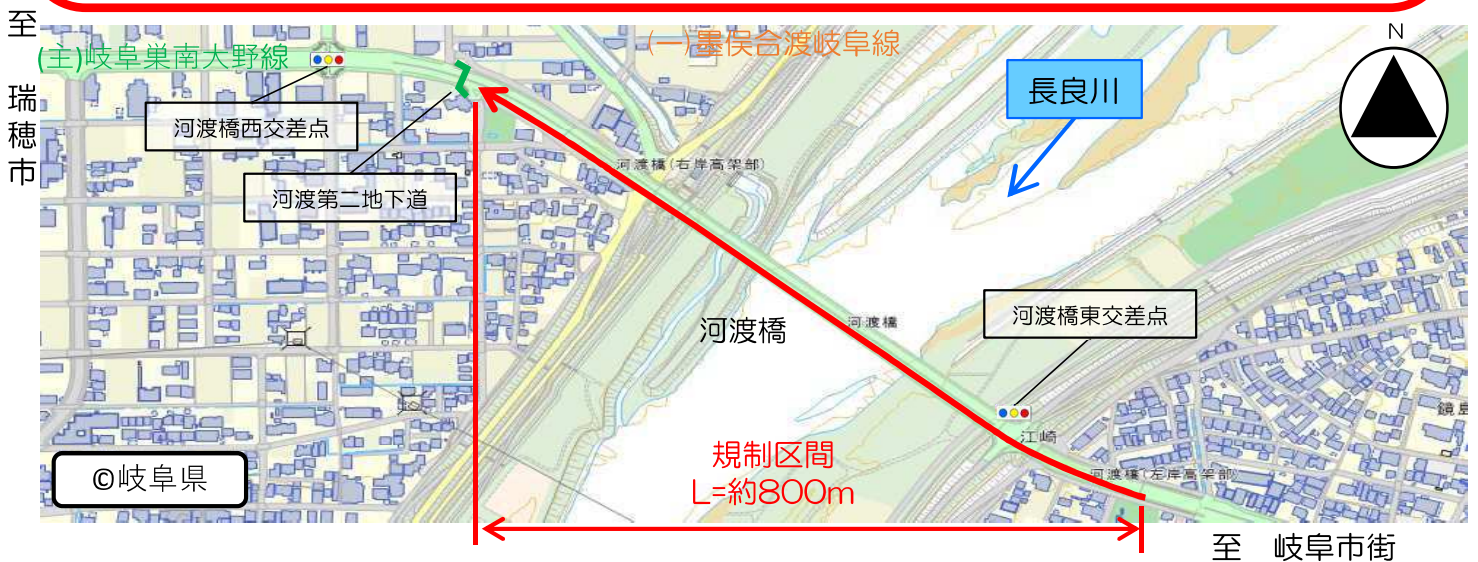 至 瑞穂市
(主)岐阜巣南大野線
(一)墨俣合渡岐阜線
N
長良川
河渡橋西交差点
河渡橋(右岸高架部)
河渡第二地下道
河渡橋東交差点
河渡橋
河渡橋
鏡島
江崎
規制区間
L=約800m
©岐阜県
河渡橋(左岸高架部)
至 岐阜市街